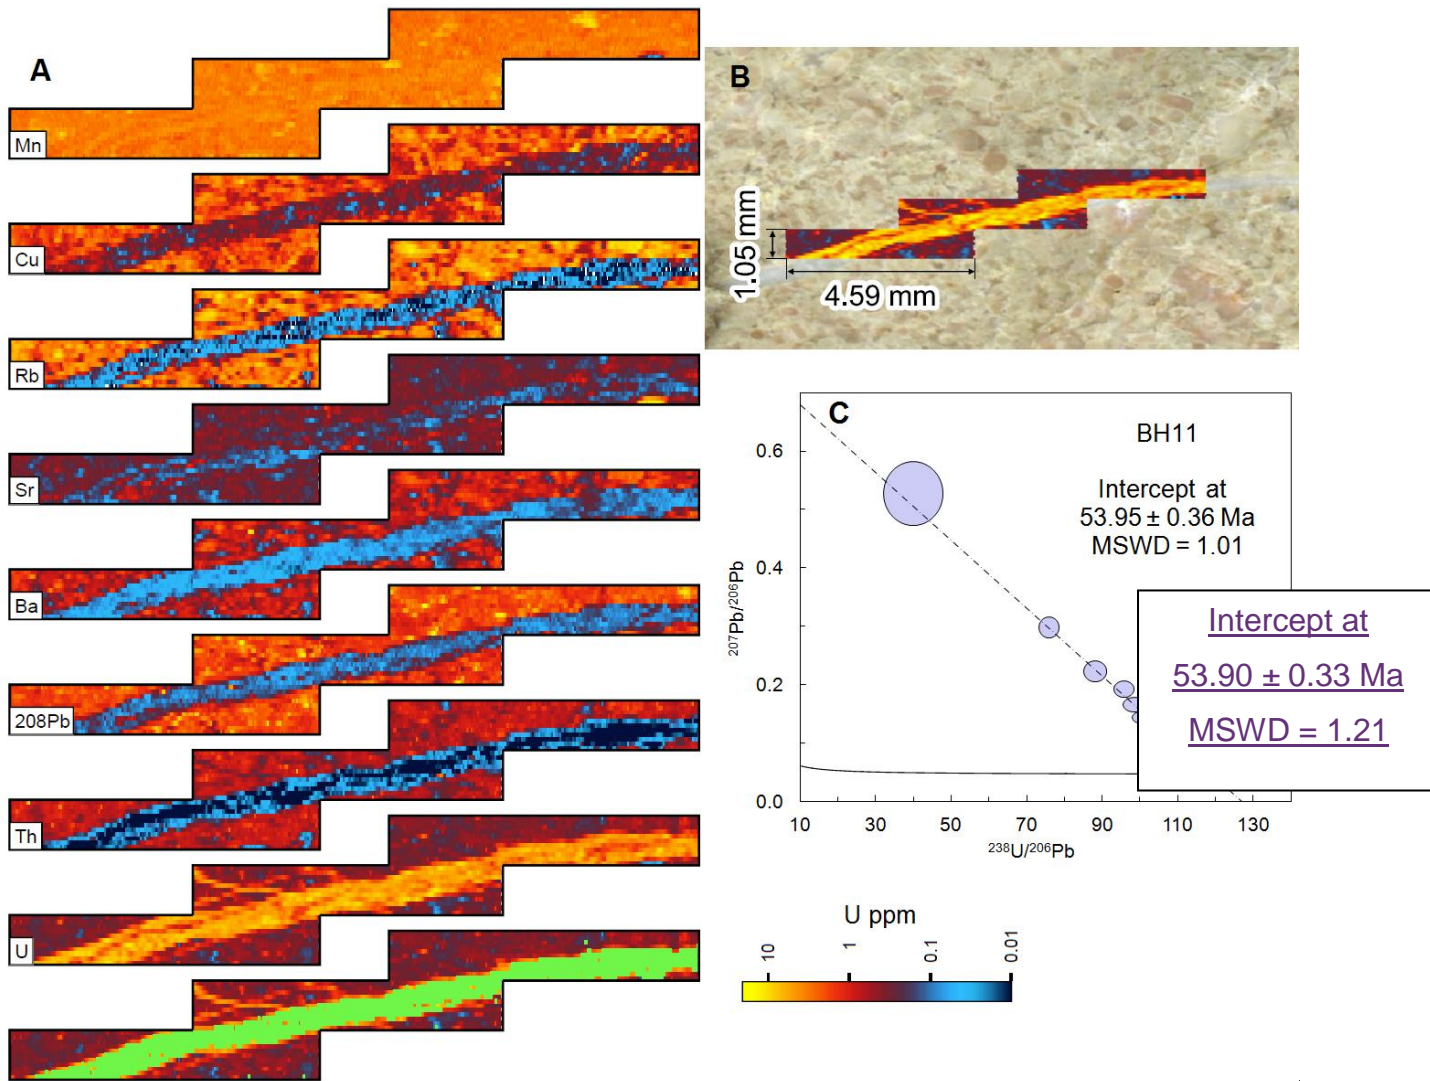 A
Mn
Cu
Rb
Sr
Ba
208Pb
Th
U
B
1.05 mm
4.59 mm
C
BH11
Intercept at
53.95 ± 0.36 Ma
MSWD = 1.01
Intercept at
53.90 ± 0.33 Ma
MSWD = 1.21
0.6
0.4
0.2
0.0
²⁰⁷Pb/²⁰⁶Pb
10 30 50 70 90 110 130
²³⁸U/²⁰⁶Pb
U ppm
10 1 0.1 0.01